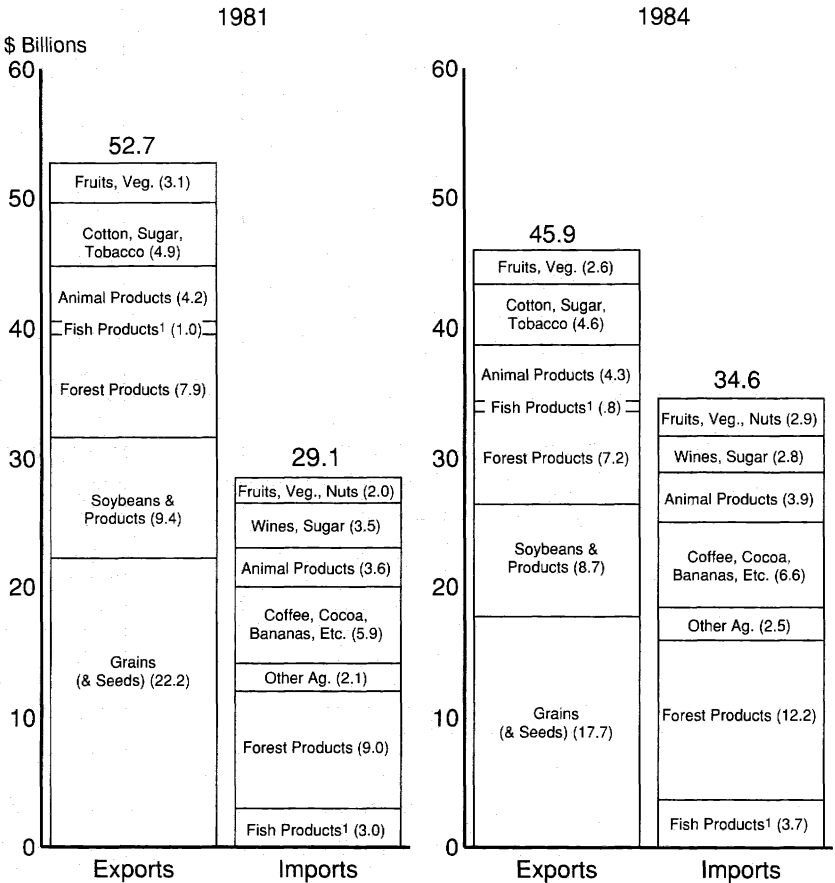 1981
$ Billions
60
50
40
30
20
10
0
52.7
Fruits, Veg. (3.1)
Cotton, Sugar,
Tobacco (4.9)
Animal Products (4.2)
Fish Products¹ (1.0)
Forest Products (7.9)
Soybeans &
Products (9.4)
Grains
(& Seeds) (22.2)
Exports
29.1
Fruits, Veg., Nuts (2.0)
Wines, Sugar (3.5)
Animal Products (3.6)
Coffee, Cocoa,
Bananas, Etc. (5.9)
Other Ag. (2.1)
Forest Products (9.0)
Fish Products¹ (3.0)
Imports
1984
60
50
40
30
20
10
0
45.9
Fruits, Veg. (2.6)
Cotton, Sugar,
Tobacco (4.6)
Animal Products (4.3)
Fish Products¹ (.8)
Forest Products (7.2)
Soybeans &
Products (8.7)
Grains
(& Seeds) (17.7)
Exports
34.6
Fruits, Veg., Nuts (2.9)
Wines, Sugar (2.8)
Animal Products (3.9)
Coffee, Cocoa,
Bananas, Etc. (6.6)
Other Ag. (2.5)
Forest Products (12.2)
Fish Products¹ (3.7)
Imports